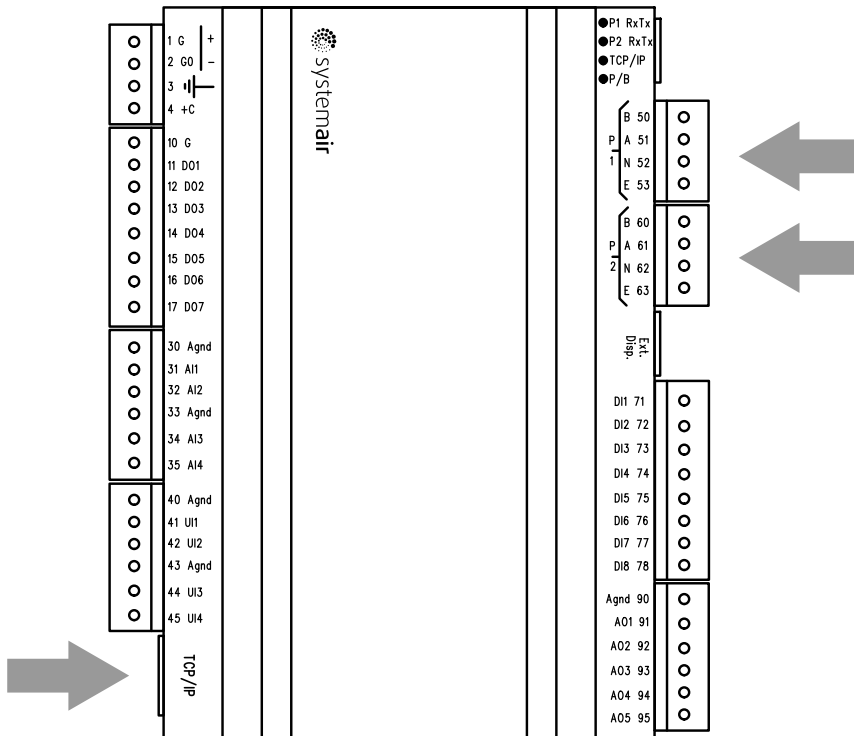 1 G +
2 G0 -
3
4 +C
10 G
11 DO1
12 DO2
13 DO3
14 DO4
15 DO5
16 DO6
17 DO7
30 Agnd
31 AI1
32 AI2
33 Agnd
34 AI3
35 AI4
40 Agnd
41 UI1
42 UI2
43 Agnd
44 UI3
45 UI4
TCP/IP
systemair
P1 RxTx
P2 RxTx
TCP/IP
P/B
P1
B 50
A 51
N 52
E 53
P2
B 60
A 61
N 62
E 63
Ext.
Disp.
DI1 71
DI2 72
DI3 73
DI4 74
DI5 75
DI6 76
DI7 77
DI8 78
Agnd 90
AO1 91
AO2 92
AO3 93
AO4 94
AO5 95